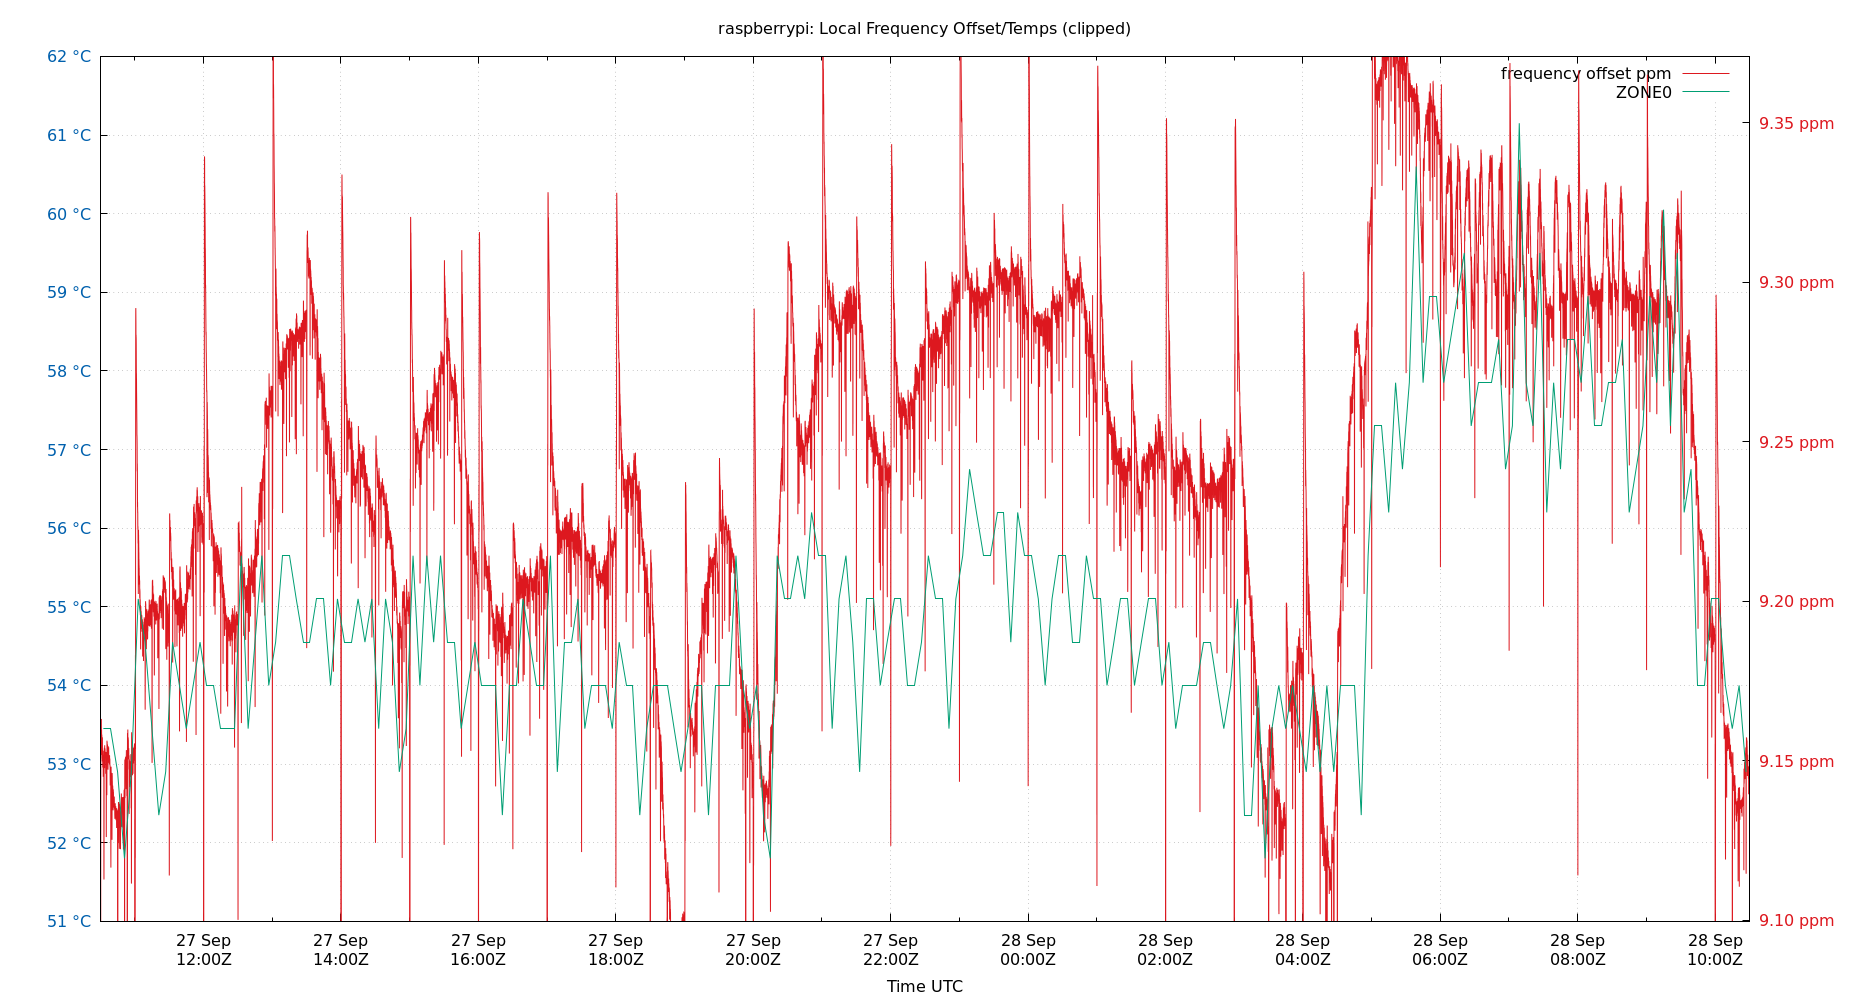 raspberrypi: Local Frequency Offset/Temps (clipped)
62 °C
61 °C
60 °C
59 °C
58 °C
57 °C
56 °C
55 °C
54 °C
53 °C
52 °C
51 °C
frequency offset ppm
ZONE0
9.35 ppm
9.30 ppm
9.25 ppm
9.20 ppm
9.15 ppm
9.10 ppm
27 Sep
12:00Z
27 Sep
14:00Z
27 Sep
16:00Z
27 Sep
18:00Z
27 Sep
20:00Z
27 Sep
22:00Z
28 Sep
00:00Z
28 Sep
02:00Z
28 Sep
04:00Z
28 Sep
06:00Z
28 Sep
08:00Z
28 Sep
10:00Z
Time UTC